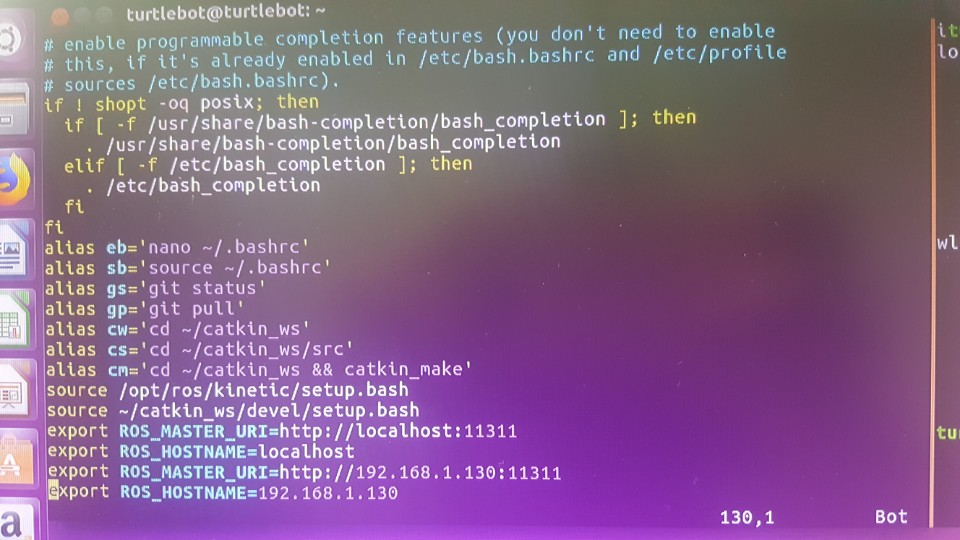 turtlebot@turtlebot: ~
# enable programmable completion features (you don't need to enable
# this, if it's already enabled in /etc/bash.bashrc and /etc/profile
# sources /etc/bash.bashrc).
if ! shopt -oq posix; then
  if [ -f /usr/share/bash-completion/bash_completion ]; then
    . /usr/share/bash-completion/bash_completion
  elif [ -f /etc/bash_completion ]; then
    . /etc/bash_completion
  fi
fi
alias eb='nano ~/.bashrc'
alias sb='source ~/.bashrc'
alias gs='git status'
alias gp='git pull'
alias cw='cd ~/catkin_ws'
alias cs='cd ~/catkin_ws/src'
alias cm='cd ~/catkin_ws && catkin_make'
source /opt/ros/kinetic/setup.bash
source ~/catkin_ws/devel/setup.bash
export ROS_MASTER_URI=http://localhost:11311
export ROS_HOSTNAME=localhost
export ROS_MASTER_URI=http://192.168.1.130:11311
export ROS_HOSTNAME=192.168.1.130
130,1 Bot
it
lo
wl
tu